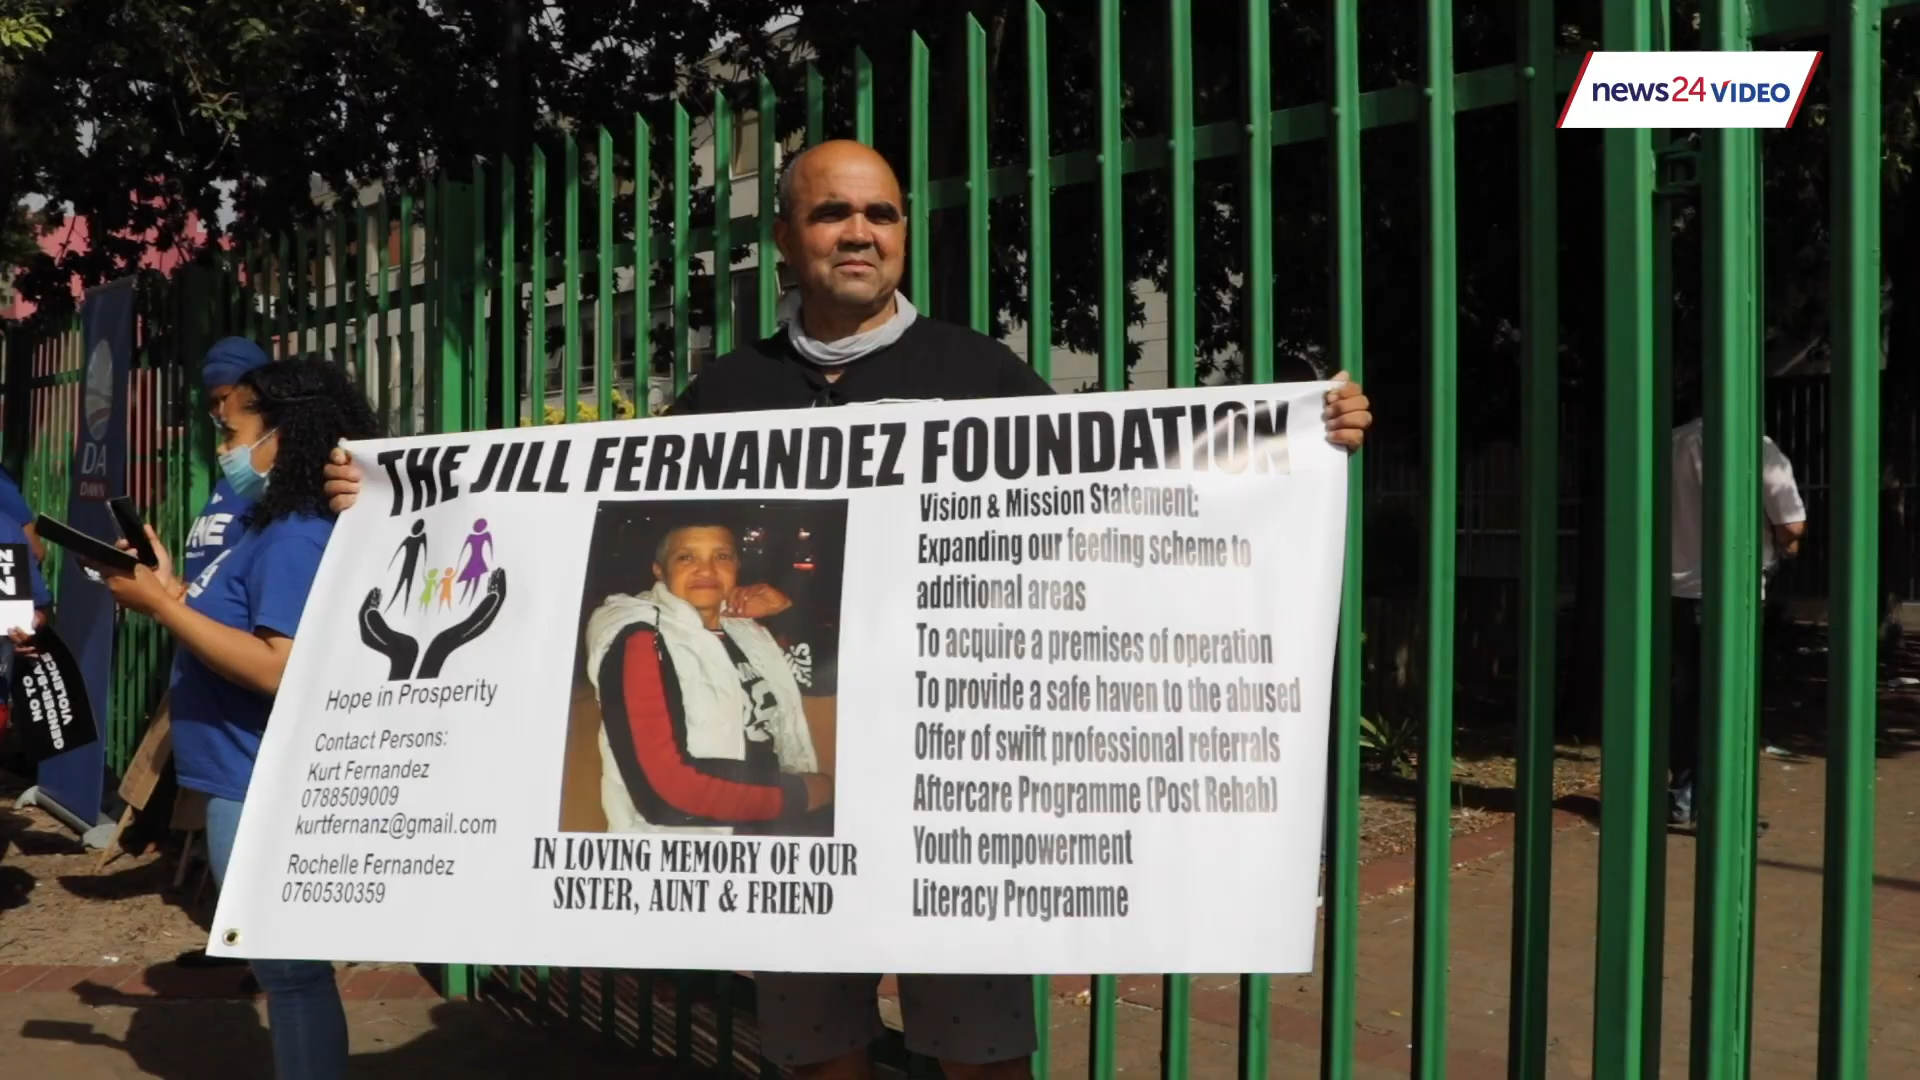 news24 VIDEO
THE JILL FERNANDEZ FOUNDATION
Hope in Prosperity
Contact Persons:
Kurt Fernandez
0788509009
kurtfernanz@gmail.com
Rochelle Fernandez
0760530359
IN LOVING MEMORY OF OUR
SISTER, AUNT & FRIEND
Vision & Mission Statement:
Expanding our feeding scheme to
additional areas
To acquire a premises of operation
To provide a safe haven to the abused
Offer of swift professional referrals
Aftercare Programme (Post Rehab)
Youth empowerment
Literacy Programme
DA
NO TO
VIOLENCE